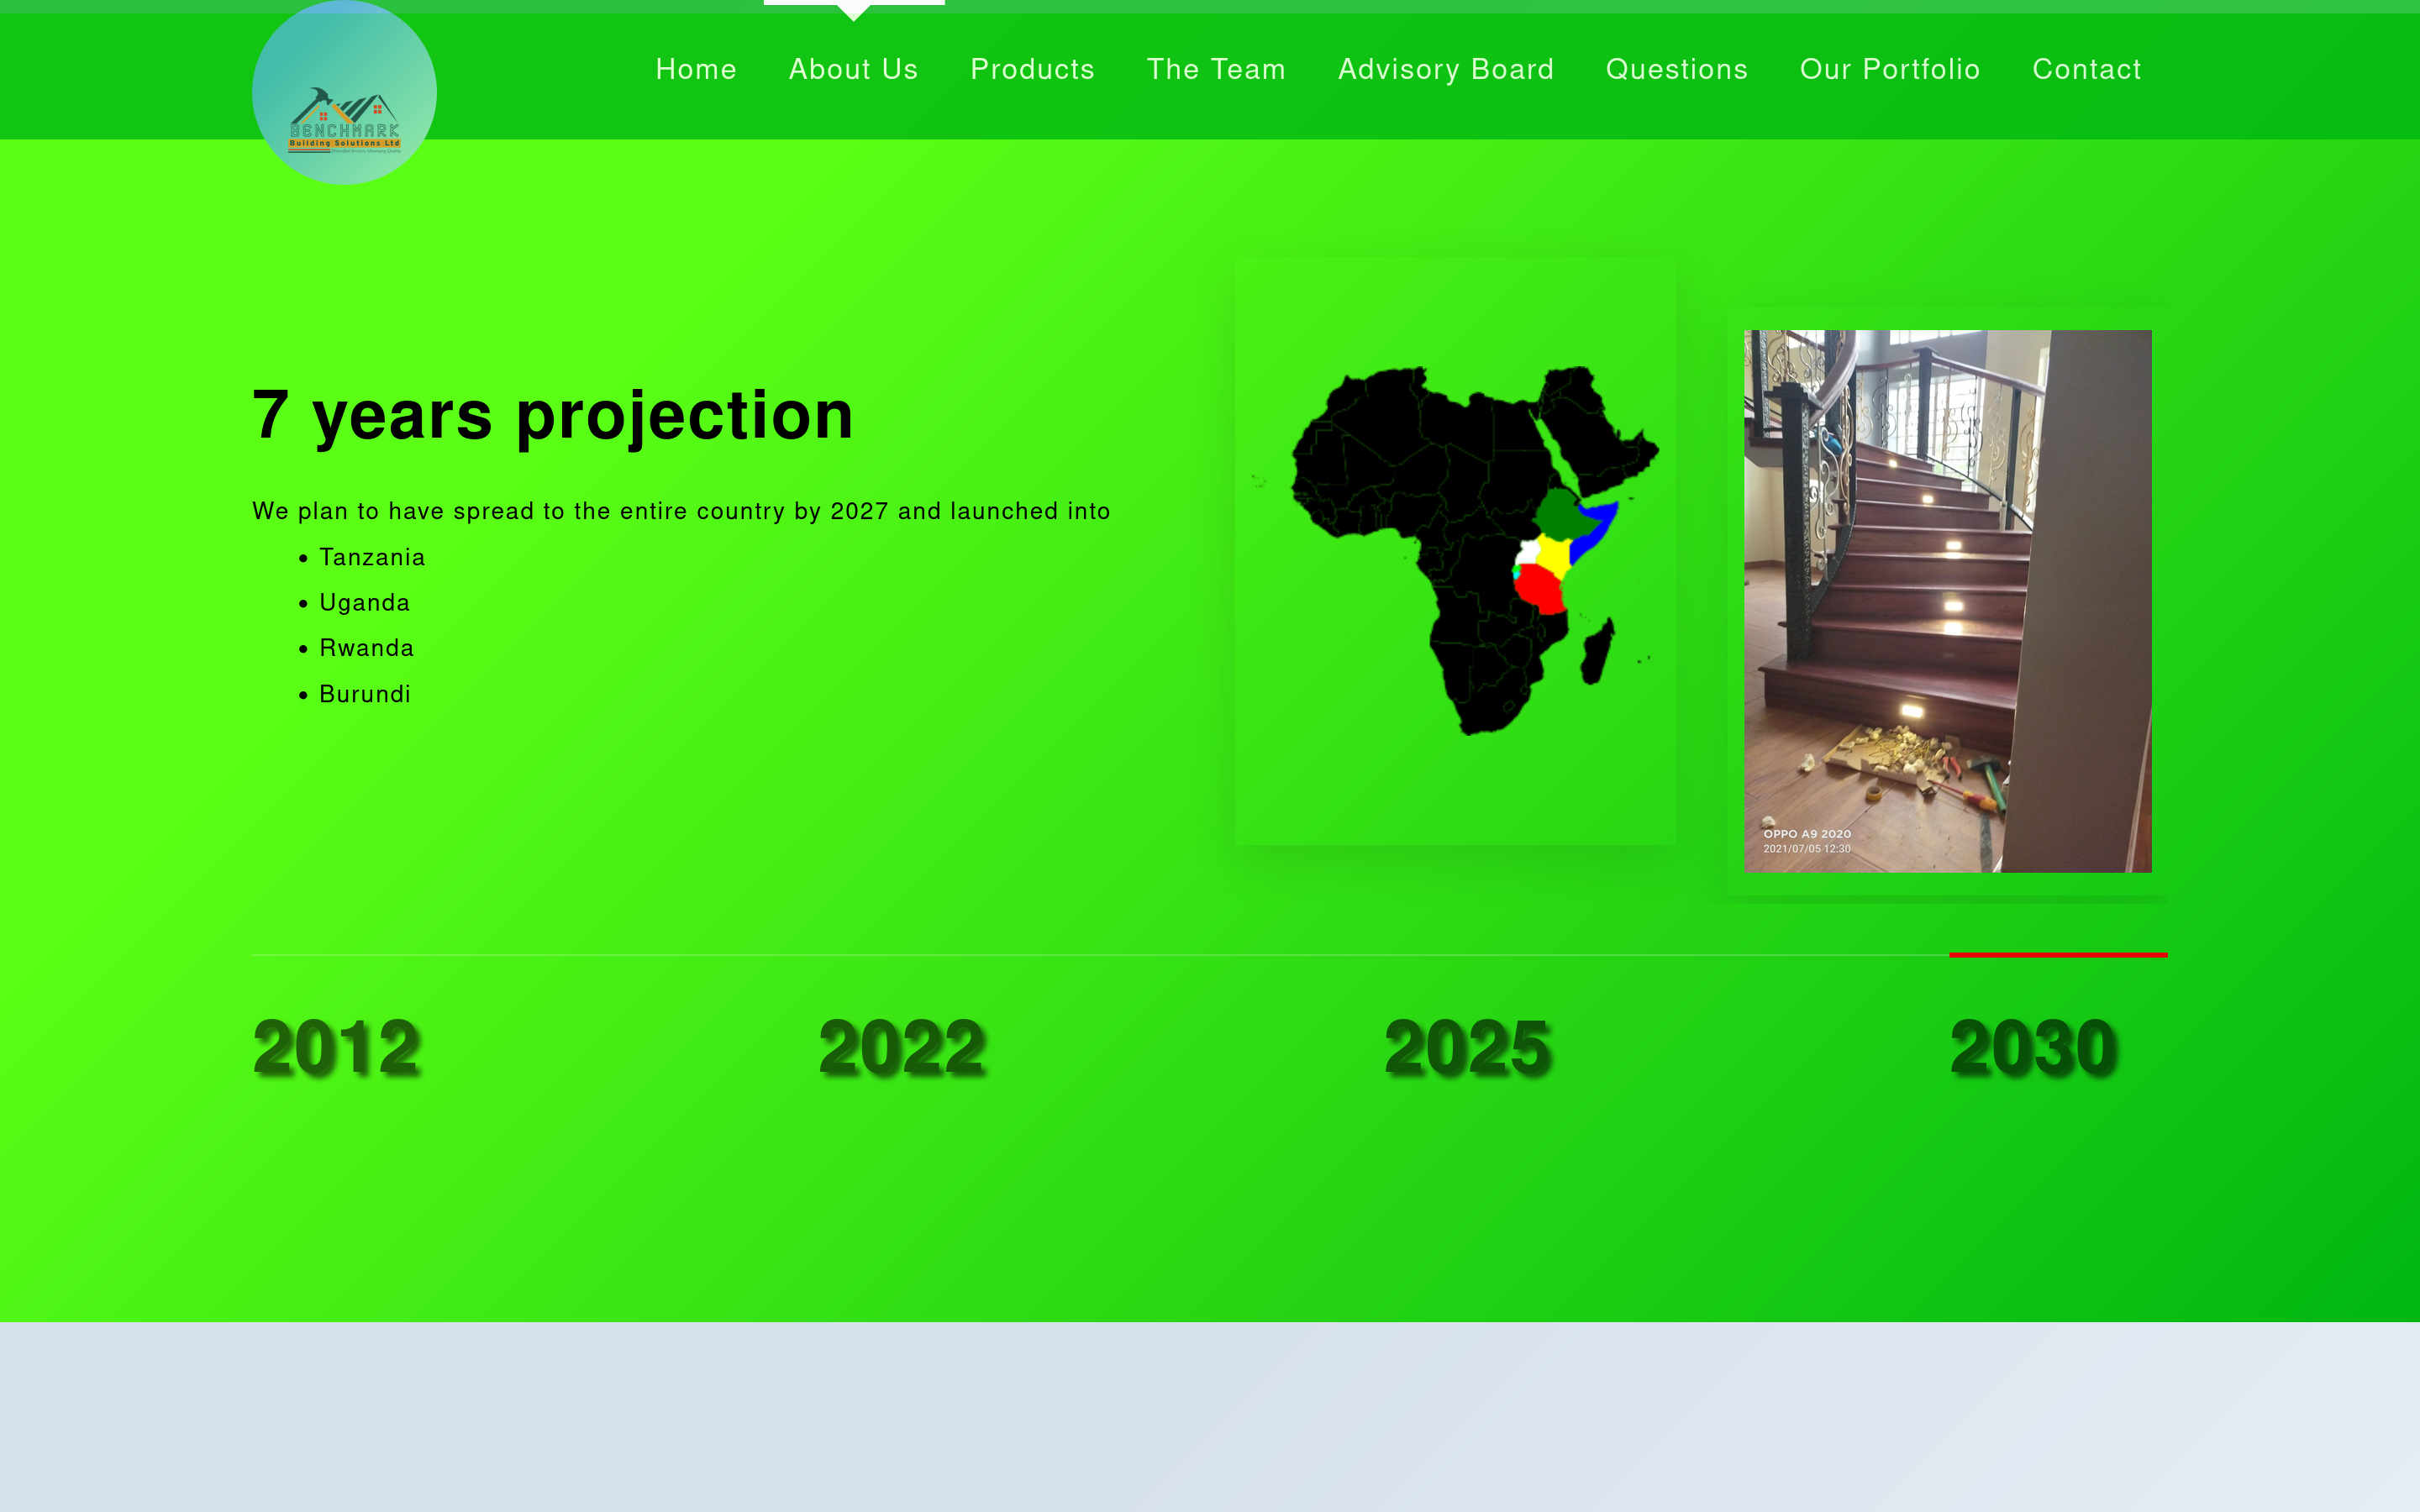 BENCHMARK
Building Solutions Ltd
Home About Us Products The Team Advisory Board Questions Our Portfolio Contact
7 years projection
We plan to have spread to the entire country by 2027 and launched into
• Tanzania
• Uganda
• Rwanda
• Burundi
OPPO A9 2020
2021/07/05 12:30
2012 2022 2025 2030